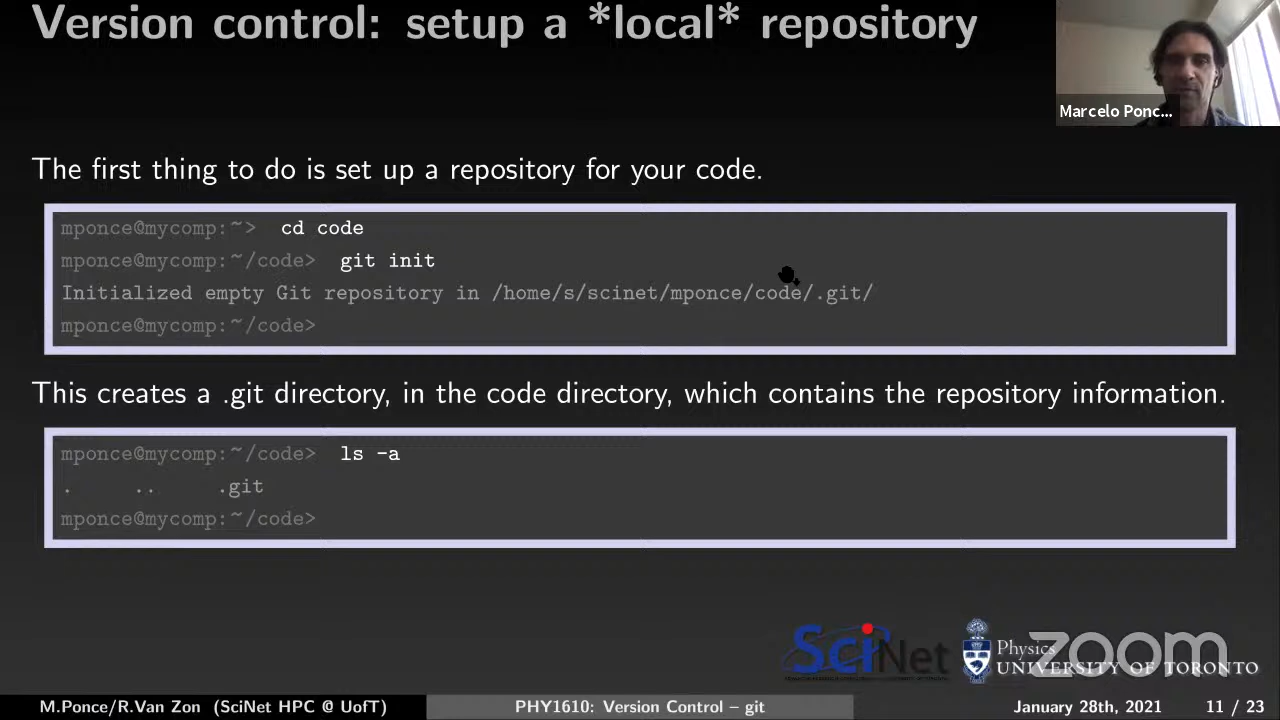 Version control: setup a *local* repository
Marcelo Ponc...
The first thing to do is set up a repository for your code.
mponce@mycomp:~> cd code
mponce@mycomp:~/code> git init
Initialized empty Git repository in /home/s/scinet/mponce/code/.git/
mponce@mycomp:~/code>
This creates a .git directory, in the code directory, which contains the repository information.
mponce@mycomp:~/code> ls -a
. .. .git
mponce@mycomp:~/code>
SciNet
Physics
UNIVERSITY OF TORONTO
zoom
M.Ponce/R.Van Zon (SciNet HPC @ UofT)
PHY1610: Version Control – git
January 28th, 2021
11 / 23